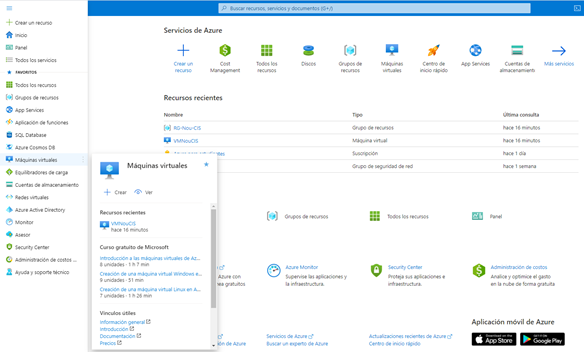 Buscar recursos, servicios y documentos (G+/)
Crear un recurso
Inicio
Panel
Todos los servicios
FAVORITOS
Todos los recursos
Grupos de recursos
App Services
Aplicación de funciones
SQL Database
Azure Cosmos DB
Máquinas virtuales
Equilibradores de carga
Cuentas de almacenamiento
Redes virtuales
Azure Active Directory
Monitor
Asesor
Security Center
Administración de costos ...
Ayuda y soporte técnico
Servicios de Azure
Crear un recurso
Cost Management
Todos los recursos
Discos
Grupos de recursos
Máquinas virtuales
Centro de inicio rápido
App Services
Cuentas de almacenamiento
Más servicios
Recursos recientes
Nombre Tipo Última consulta
RG-Nou-CIS Grupo de recursos hace 16 minutos
VMNouCIS Máquina virtual hace 16 minutos
Suscripción hace 1 día
Grupo de seguridad de red hace 1 semana
Máquinas virtuales
Crear Ver
Recursos recientes
VMNouCIS
hace 16 minutos
Curso gratuito de Microsoft
Introducción a las máquinas virtuales de Az...
8 unidades · 1 h 7 min
Creación de una máquina virtual Windows e...
9 unidades · 51 min
Creación de una máquina virtual Linux en A...
7 unidades · 1 h 26 min
Vínculos útiles
Información general
Introducción
Documentación
Precios
Grupos de recursos
Todos los recursos
Panel
Azure con
gratuitos
Azure Monitor
Supervise las aplicaciones y la infraestructura.
Security Center
Proteja sus aplicaciones e infraestructura.
Administración de costos
Analice y optimice el gasto en la nube de forma gratuita
Servicios de Azure
Buscar un experto de Azure
Actualizaciones recientes de Azure
Centro de inicio rápido
Aplicación móvil de Azure
App Store
Google Play